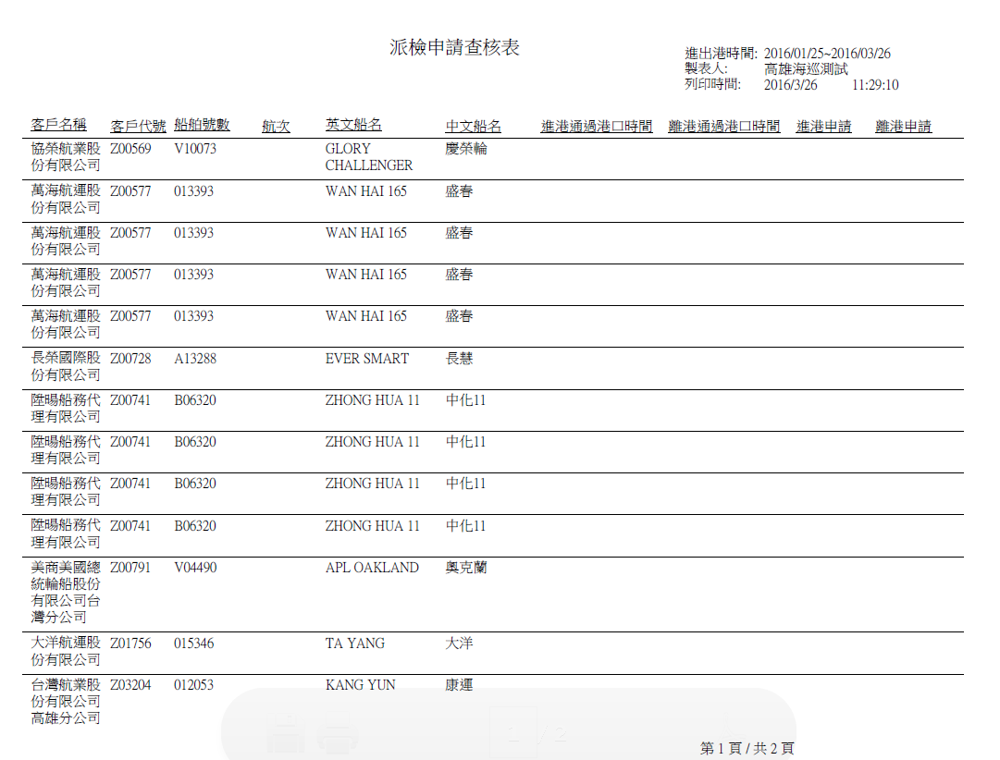 派檢申請查核表
進出港時間: 2016/01/25~2016/03/26
製表人: 高雄海巡測試
列印時間: 2016/3/26 11:29:10
客戶名稱 客戶代號 船舶號數 航次 英文船名 中文船名 進港通過港口時間 離港通過港口時間 進港申請 離港申請
協榮航業股 Z00569 V10073 GLORY 慶榮輪
份有限公司 CHALLENGER
萬海航運股 Z00577 013393 WAN HAI 165 盛春
份有限公司
萬海航運股 Z00577 013393 WAN HAI 165 盛春
份有限公司
萬海航運股 Z00577 013393 WAN HAI 165 盛春
份有限公司
萬海航運股 Z00577 013393 WAN HAI 165 盛春
份有限公司
長榮國際股 Z00728 A13288 EVER SMART 長慧
份有限公司
陞暘船務代 Z00741 B06320 ZHONG HUA 11 中化11
理有限公司
陞暘船務代 Z00741 B06320 ZHONG HUA 11 中化11
理有限公司
陞暘船務代 Z00741 B06320 ZHONG HUA 11 中化11
理有限公司
陞暘船務代 Z00741 B06320 ZHONG HUA 11 中化11
理有限公司
美商美國總 Z00791 V04490 APL OAKLAND 奧克蘭
統輪船股份
有限公司台
灣分公司
大洋航運股 Z01756 015346 TA YANG 大洋
份有限公司
台灣航業股 Z03204 012053 KANG YUN 康運
份有限公司
高雄分公司
第 1 頁 / 共 2 頁